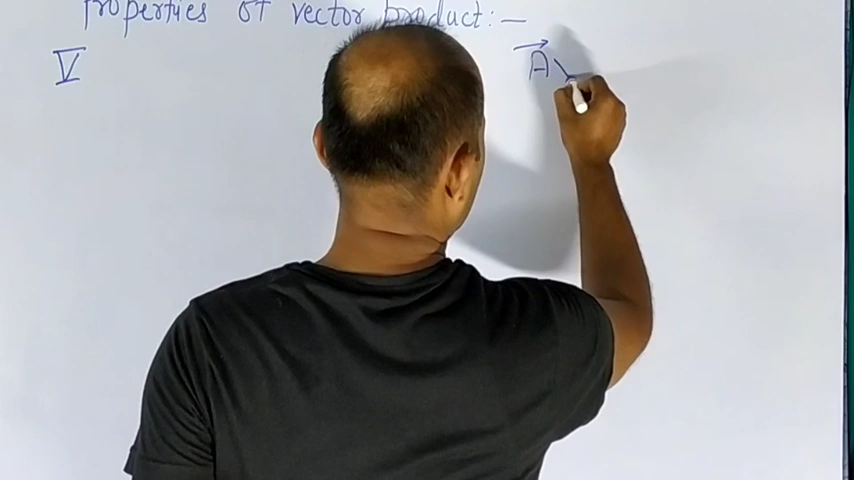 Properties of vector product:-
V⃗ A⃗ ×